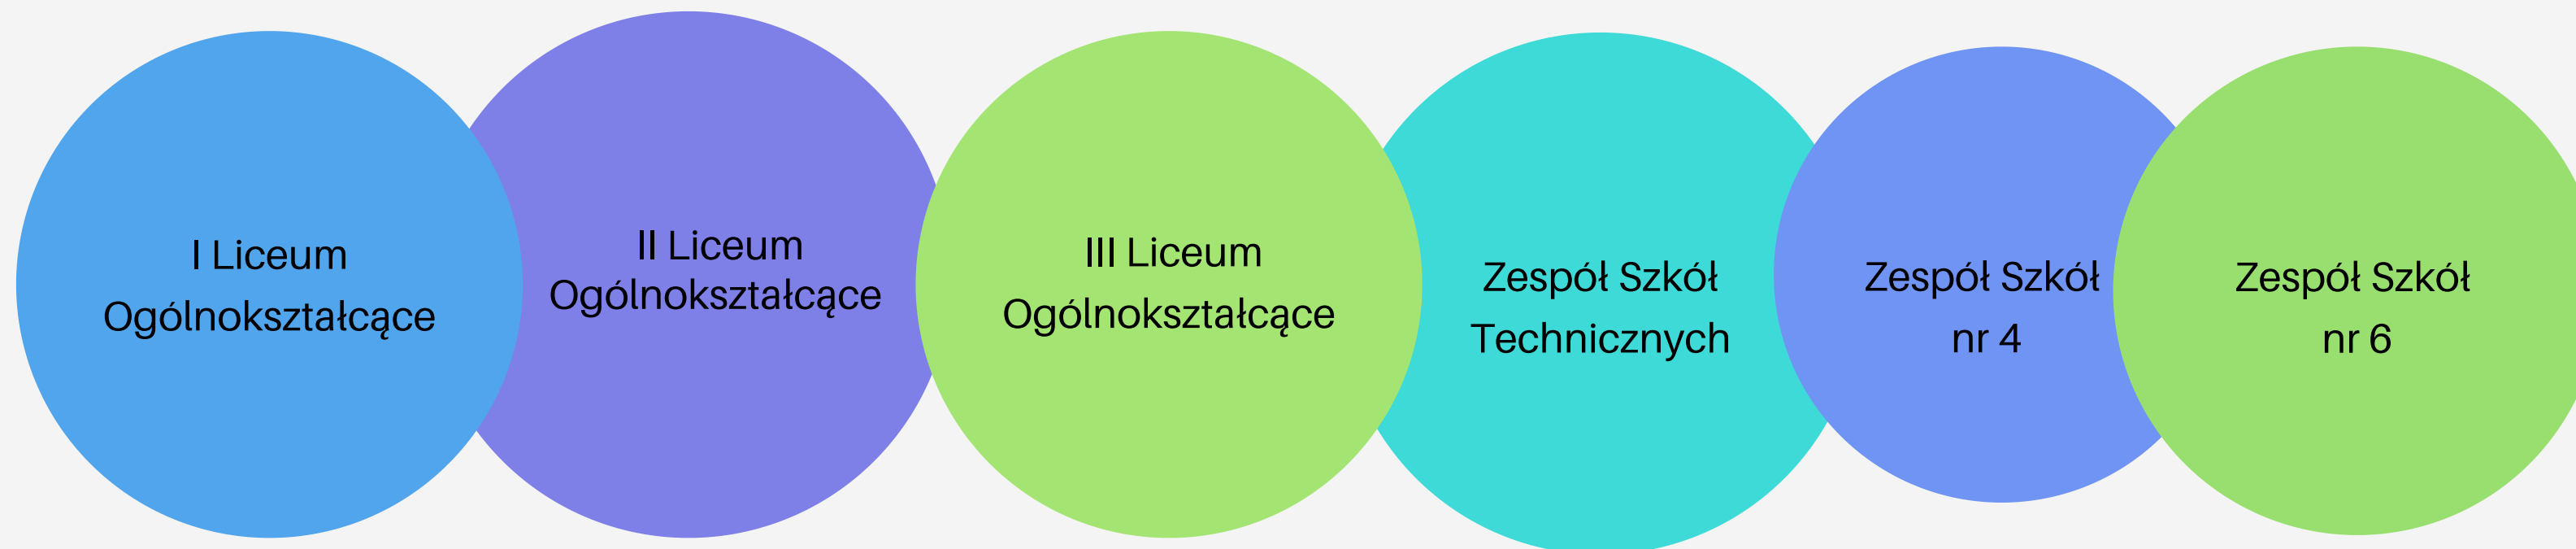 I Liceum
Ogólnokształcące
II Liceum
Ogólnokształcące
III Liceum
Ogólnokształcące
Zespół Szkół
Technicznych
Zespół Szkół
nr 4
Zespół Szkół
nr 6